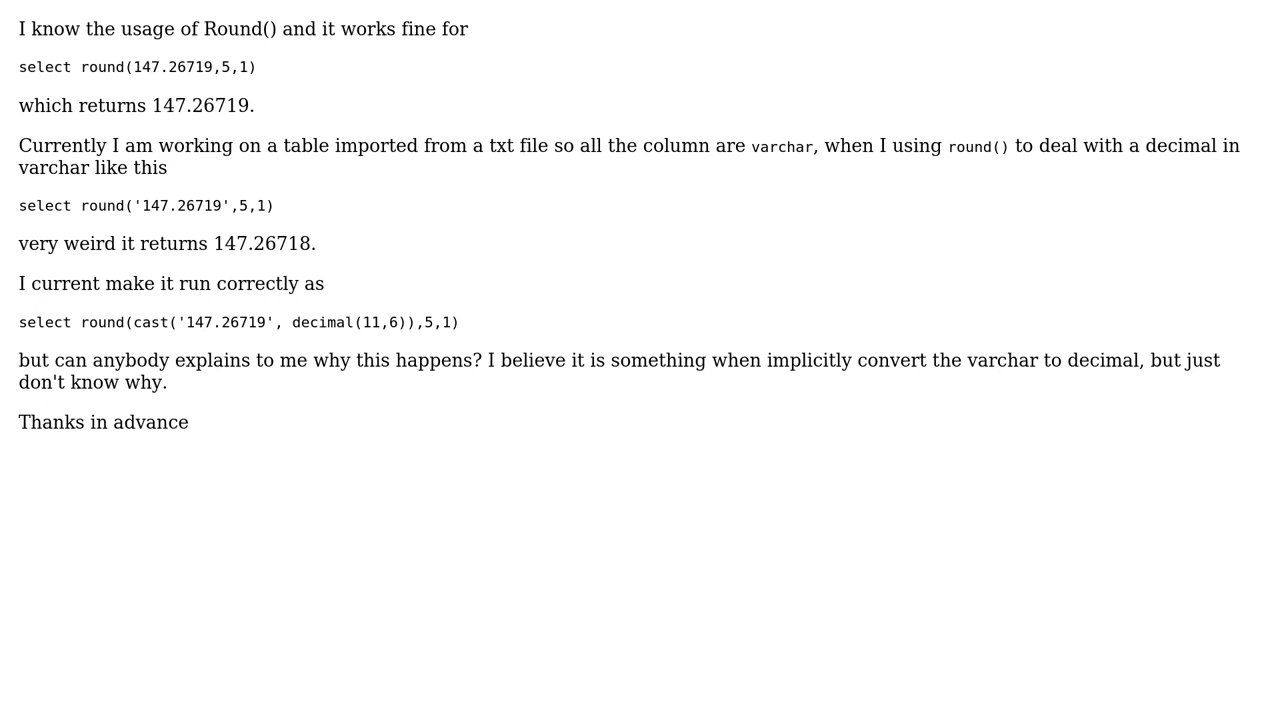 I know the usage of Round() and it works fine for
select round(147.26719,5,1)
which returns 147.26719.
Currently I am working on a table imported from a txt file so all the column are varchar, when I using round() to deal with a decimal in
varchar like this
select round('147.26719',5,1)
very weird it returns 147.26718.
I current make it run correctly as
select round(cast('147.26719', decimal(11,6)),5,1)
but can anybody explains to me why this happens? I believe it is something when implicitly convert the varchar to decimal, but just
don't know why.
Thanks in advance